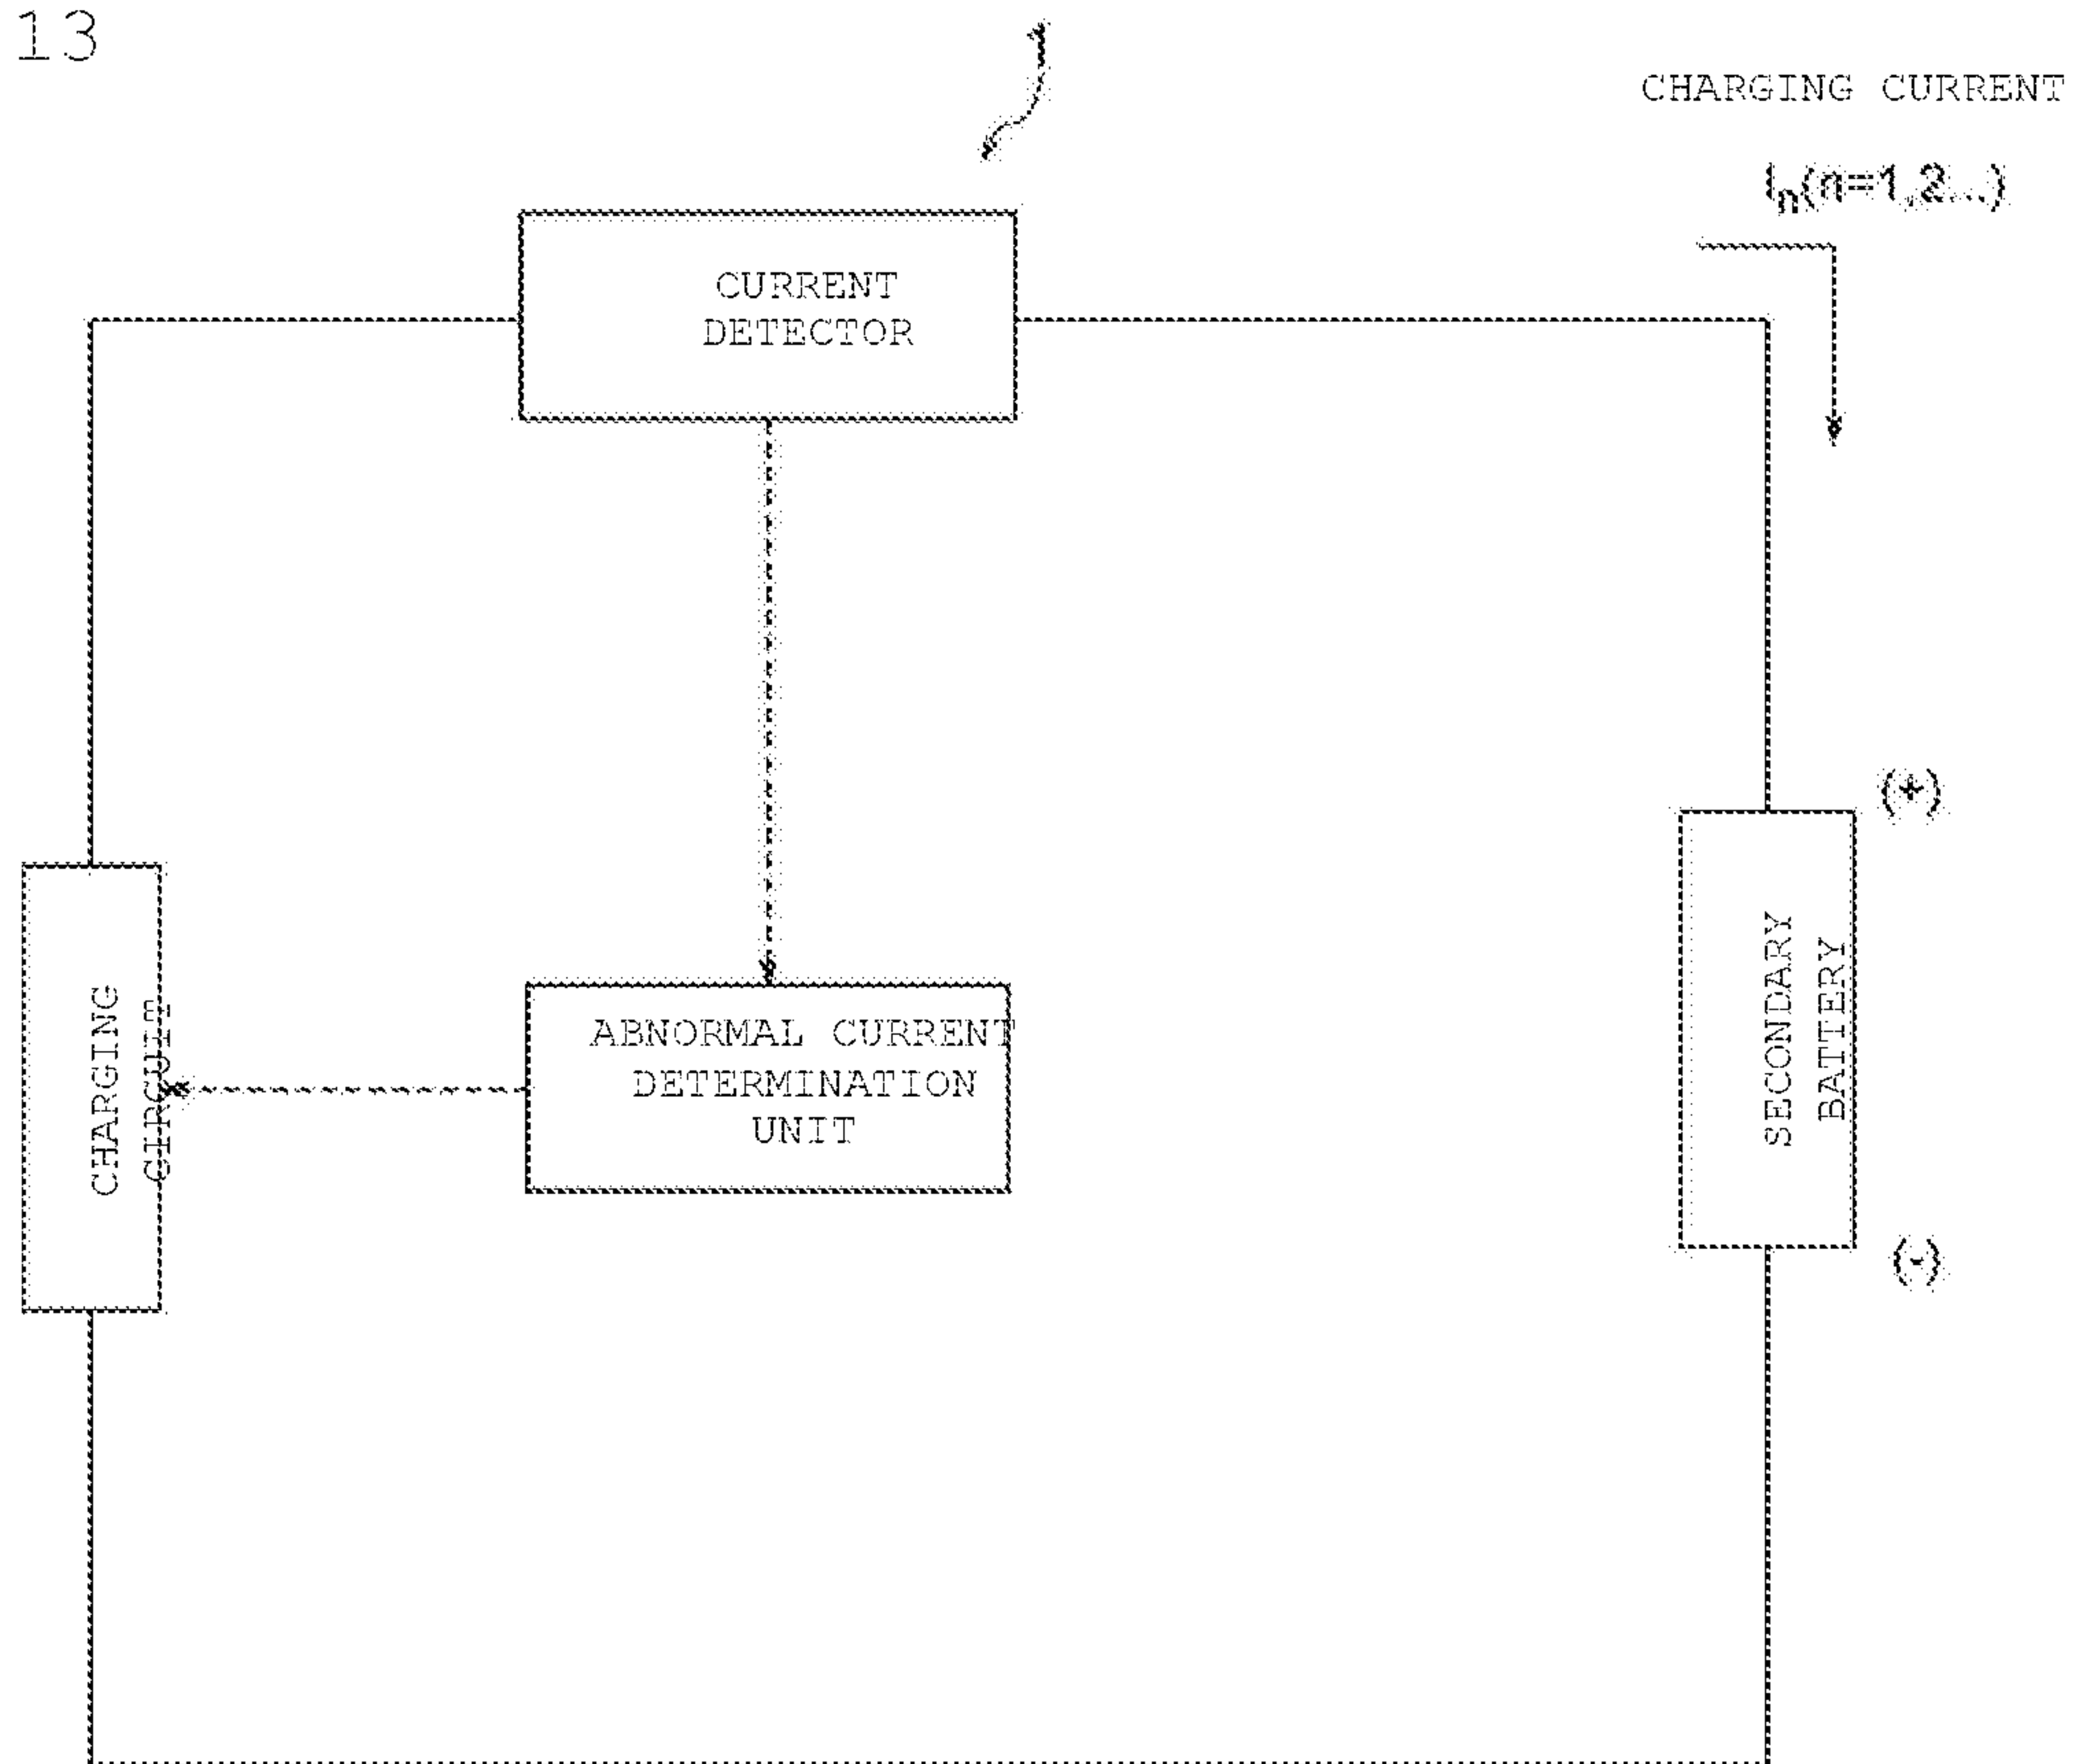 13
1
CHARGING CURRENT
In(n=1,2...)
CURRENT
DETECTOR
(+)
CHARGING
CIRCUIT
ABNORMAL CURRENT
DETERMINATION
UNIT
SECONDARY
BATTERY
(-)